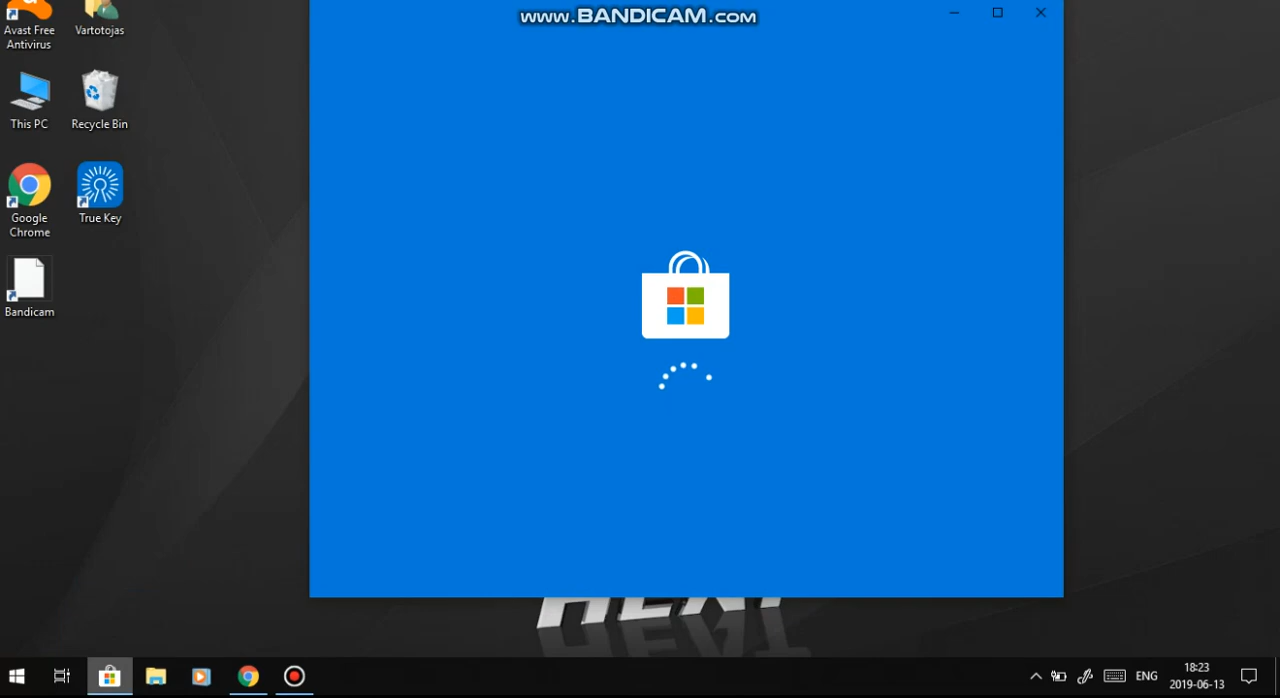 www.BANDICAM.com
Avast Free
Antivirus
Vartotojas
This PC
Recycle Bin
Google
Chrome
True Key
Bandicam
ENG
18:23
2019-06-13